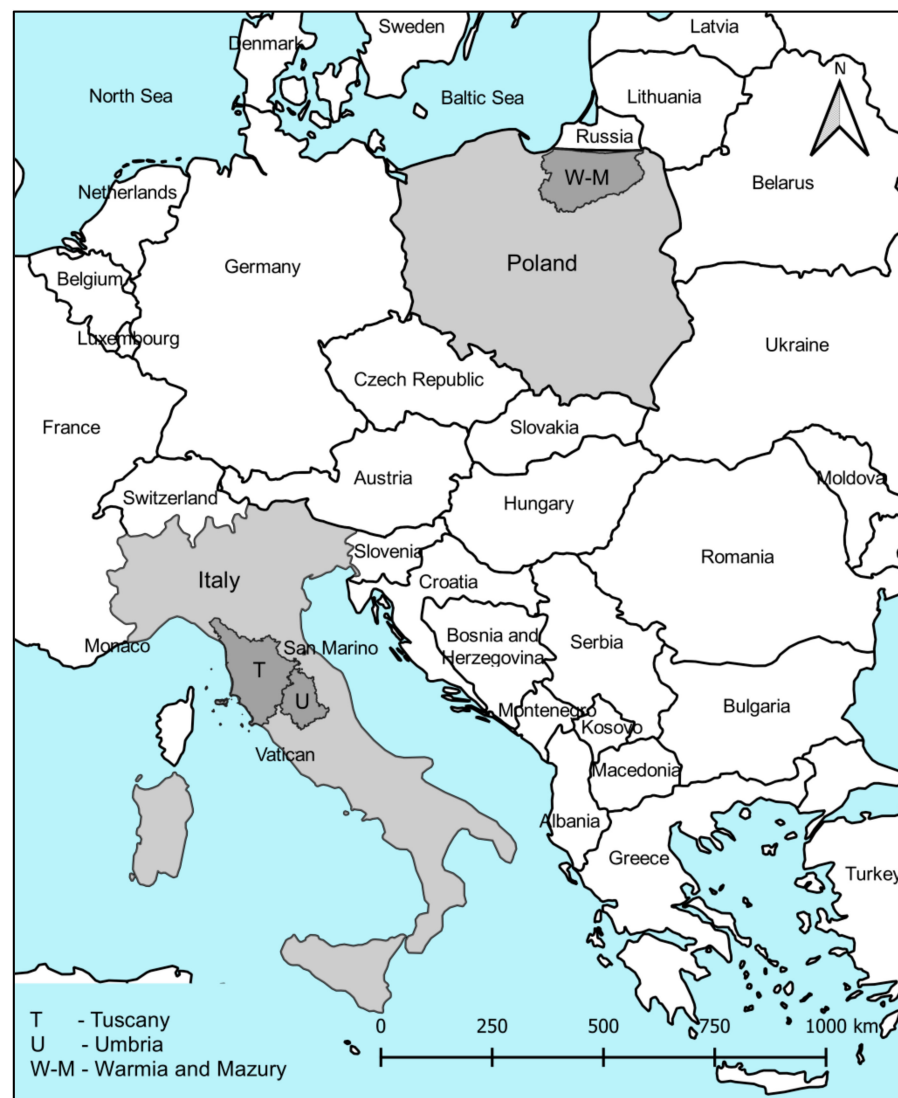 Sweden
Latvia
Denmark
North Sea
Baltic Sea
Lithuania
N
Russia
W-M
Netherlands
Belarus
Belgium
Germany
Poland
Luxembourg
Ukraine
Czech Republic
France
Slovakia
Switzerland
Austria
Moldova
Hungary
Slovenia
Romania
Italy
Croatia
Monaco
San Marino
Bosnia and
Herzegovina
Serbia
T
U
Montenegro
Kosovo
Bulgaria
Vatican
Macedonia
Albania
Greece
Turkey
T - Tuscany
U - Umbria
W-M - Warmia and Mazury
0 250 500 750 1000 km